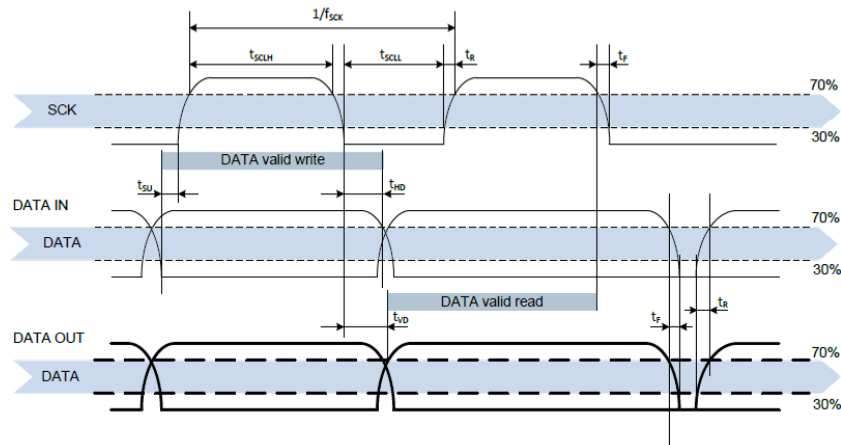 1/fSCK
tSCLH tSCLL tR tF
70%
SCK
30%
DATA valid write
tSU tHD
DATA IN
70%
DATA
30%
DATA valid read
tVD tF tR
DATA OUT
70%
DATA
30%